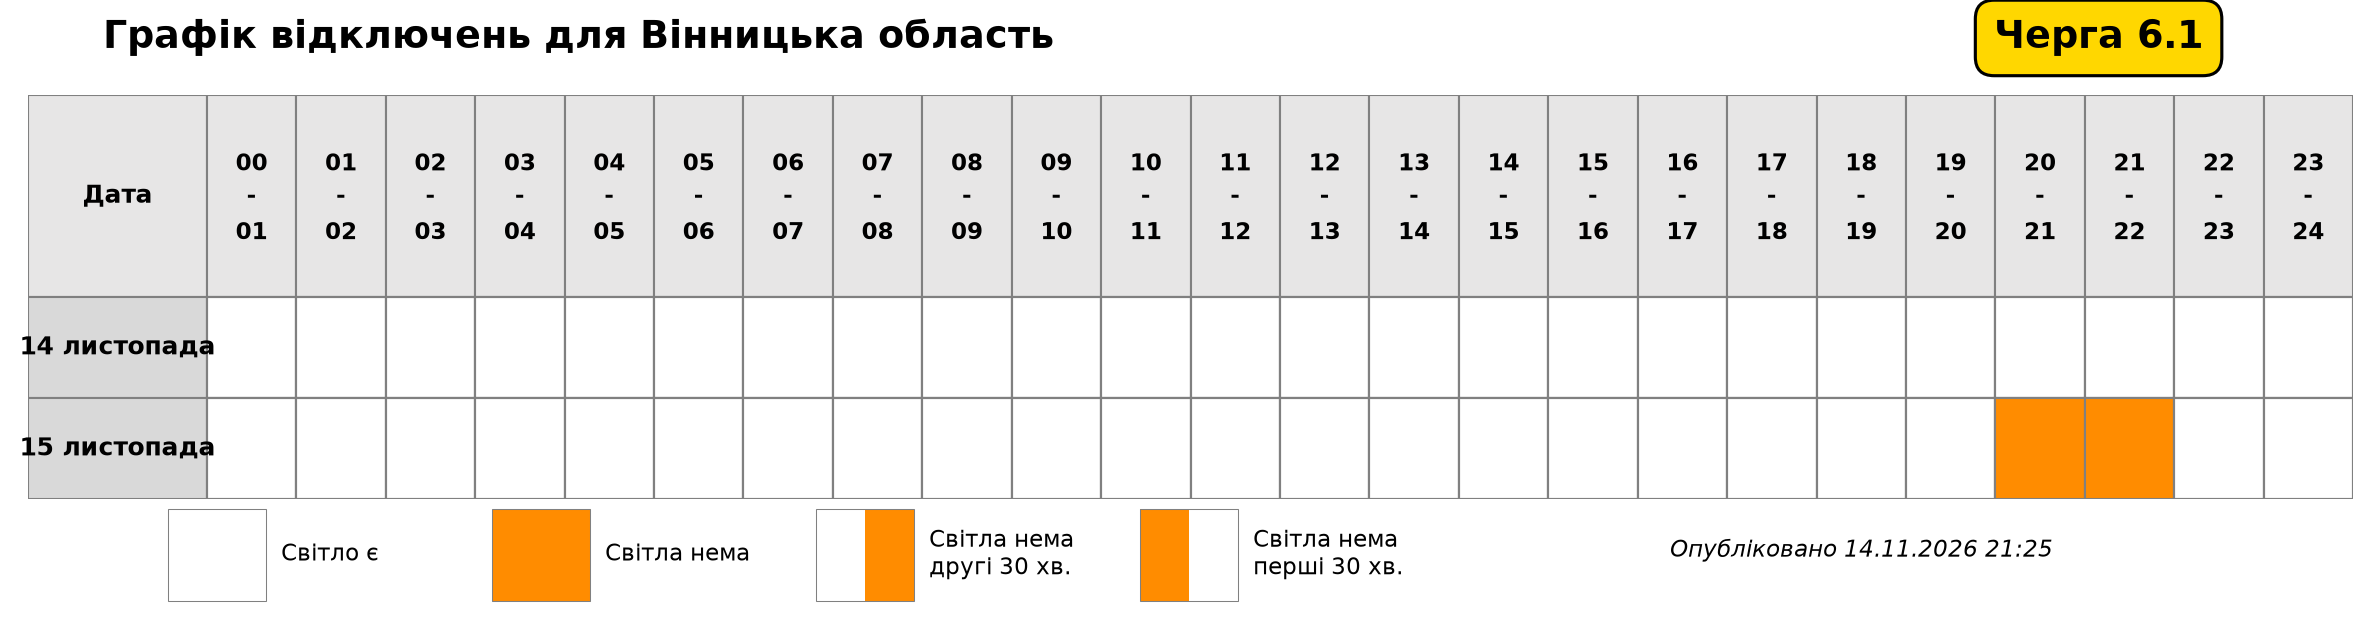 Графік відключень для Вінницька область
Черга 6.1
Дата
00 - 01
01 - 02
02 - 03
03 - 04
04 - 05
05 - 06
06 - 07
07 - 08
08 - 09
09 - 10
10 - 11
11 - 12
12 - 13
13 - 14
14 - 15
15 - 16
16 - 17
17 - 18
18 - 19
19 - 20
20 - 21
21 - 22
22 - 23
23 - 24
14 листопада
15 листопада
Світло є
Світла нема
Світла нема
другі 30 хв.
Світла нема
перші 30 хв.
Опубліковано 14.11.2026 21:25